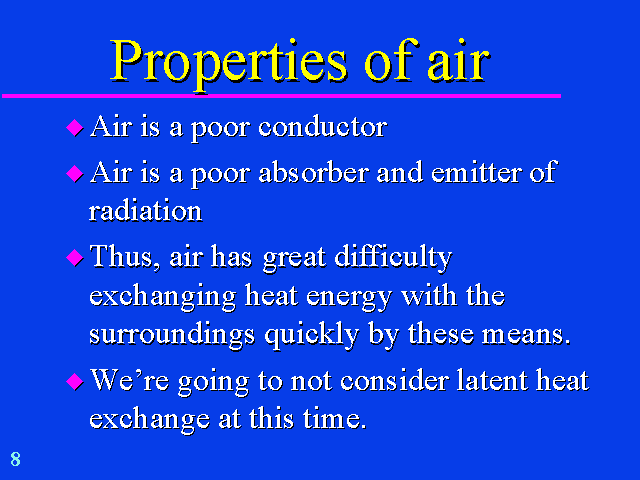 Properties of air
Air is a poor conductor
Air is a poor absorber and emitter of
radiation
Thus, air has great difficulty
exchanging heat energy with the
surroundings quickly by these means.
We’re going to not consider latent heat
exchange at this time.
8